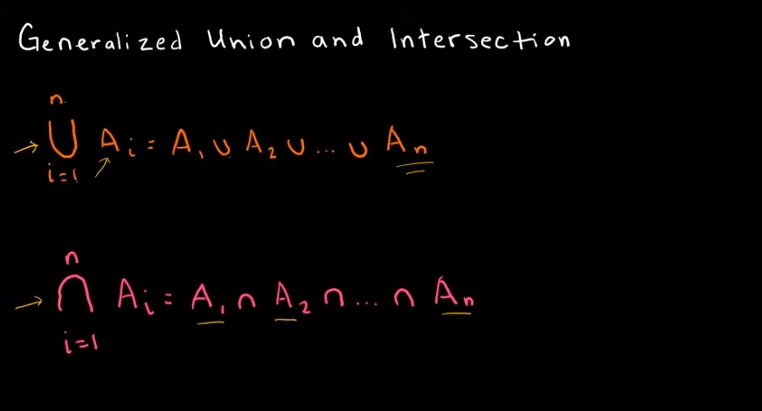 Generalized Union and Intersection
n
⋃ Aᵢ = A₁ ∪ A₂ ∪ ... ∪ Aₙ
i=1
n
⋂ Aᵢ = A₁ ∩ A₂ ∩ ... ∩ Aₙ
i=1